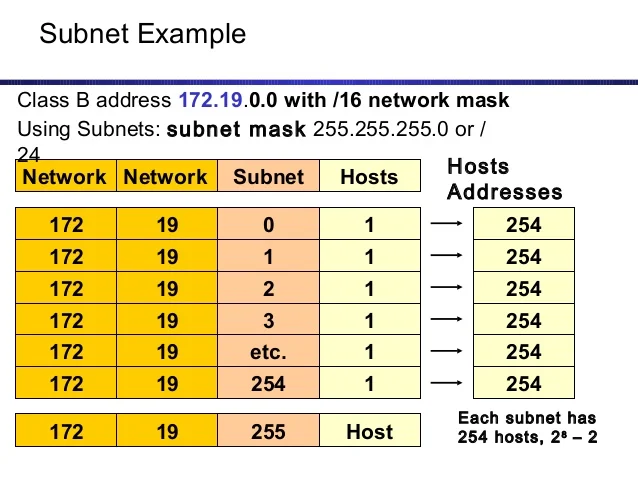 Subnet Example
Class B address 172.19.0.0 with /16 network mask
Using Subnets: subnet mask 255.255.255.0 or /
24
Network Network Subnet Hosts
Hosts
Addresses
172 19 0 1 254
172 19 1 1 254
172 19 2 1 254
172 19 3 1 254
172 19 etc. 1 254
172 19 254 1 254
172 19 255 Host
Each subnet has
254 hosts, 2⁸ – 2